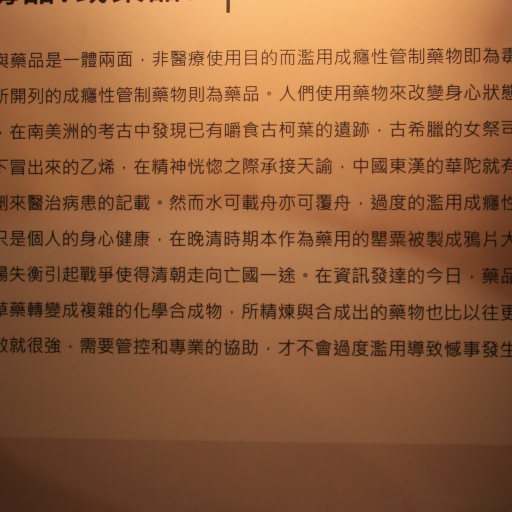 與藥品是一體兩面，非醫療使用目的而濫用成癮性管制藥物即為毒
所開列的成癮性管制藥物則為藥品。人們使用藥物來改變身心狀態
，在南美洲的考古中發現已有嚼食古柯葉的遺跡，古希臘的女祭司
下冒出來的乙烯，在精神恍惚之際承接天諭，中國東漢的華陀就有
劑來醫治病患的記載。然而水可載舟亦可覆舟，過度的濫用成癮性
只是個人的身心健康，在晚清時期本作為藥用的罌粟被製成鴉片大
易失衡引起戰爭使得清朝走向亡國一途。在資訊發達的今日，藥品
草藥轉變成複雜的化學合成物，所精煉與合成出的藥物也比以往更
效就很強，需要管控和專業的協助，才不會過度濫用導致憾事發生